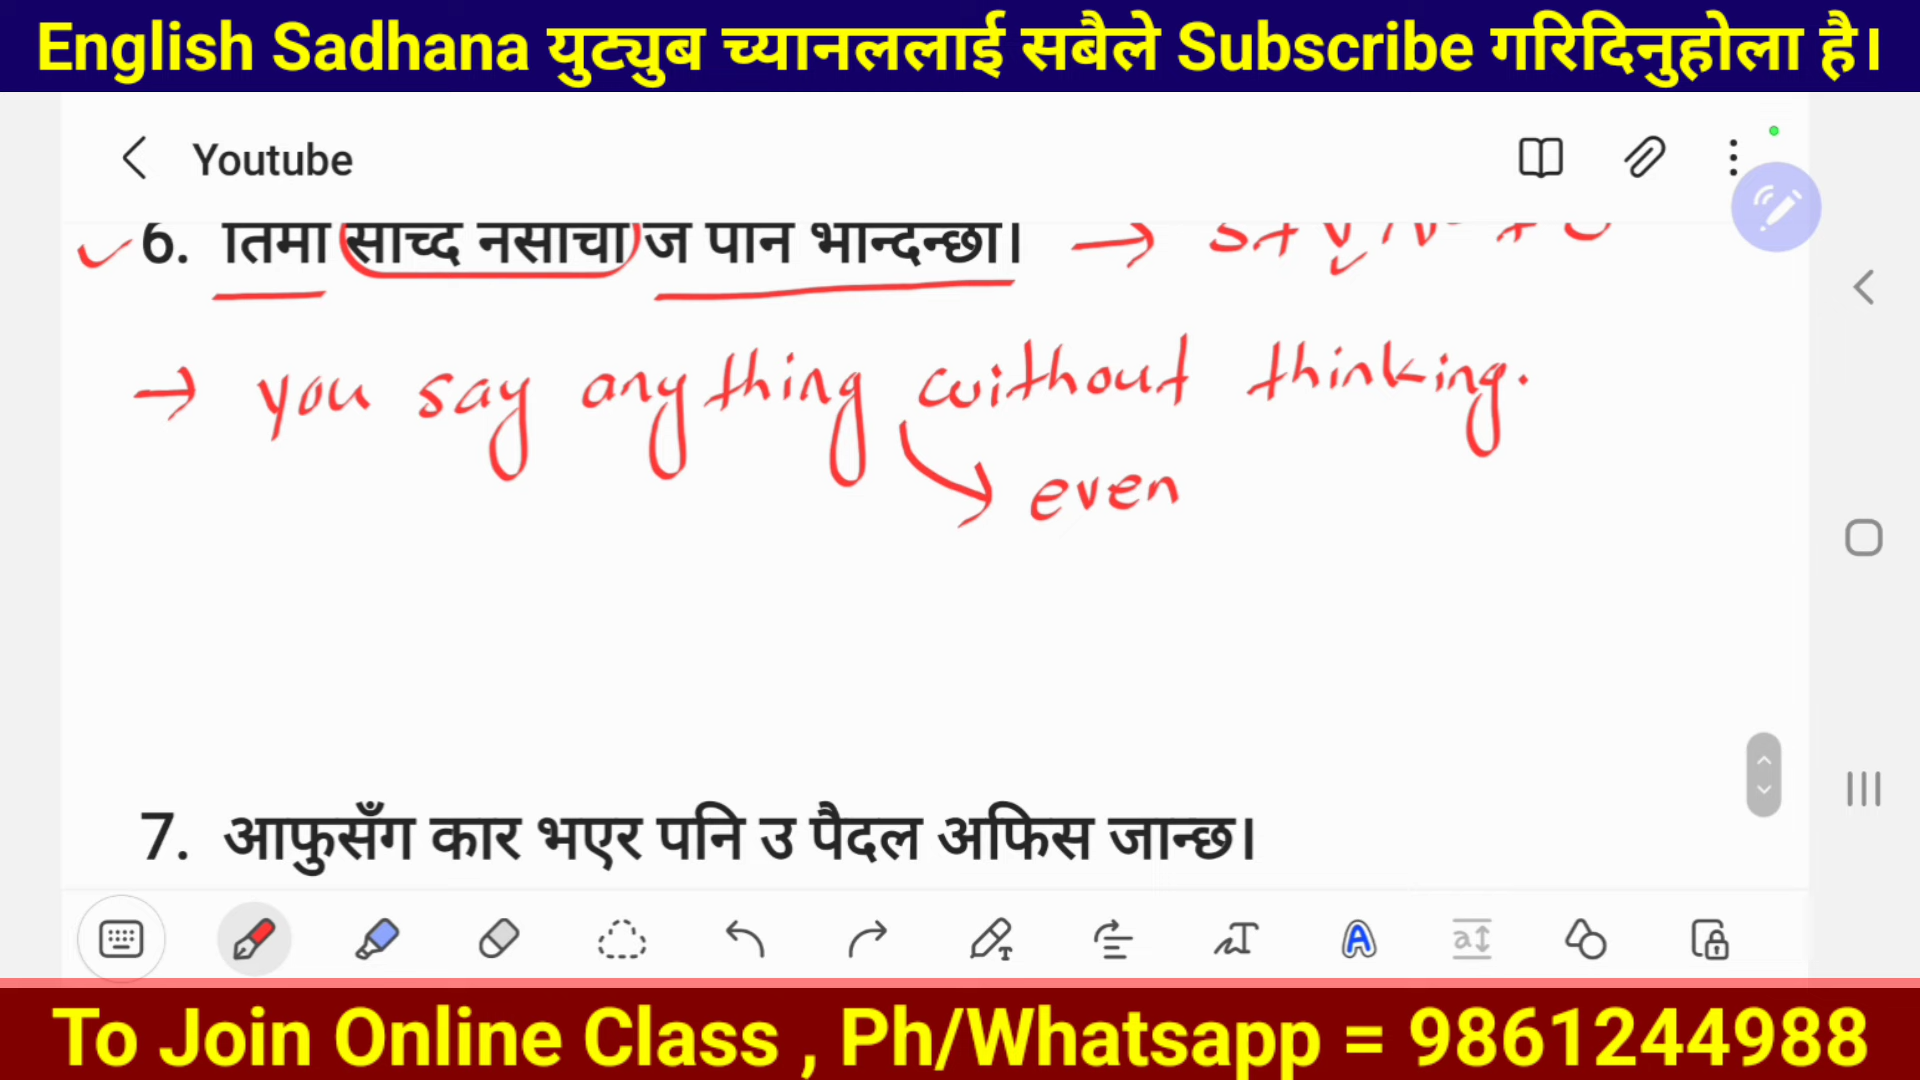 English Sadhana युट्युब च्यानललाई सबैले Subscribe गरिदिनुहोला है।
Youtube
6. तिमी सोच्दै नसोची जे पनि भनिदिन्छौ। →
→ you say anything without thinking.
→ even
7. आफुसँग कार भएर पनि उ पैदल अफिस जान्छ।
To Join Online Class , Ph/Whatsapp = 9861244988